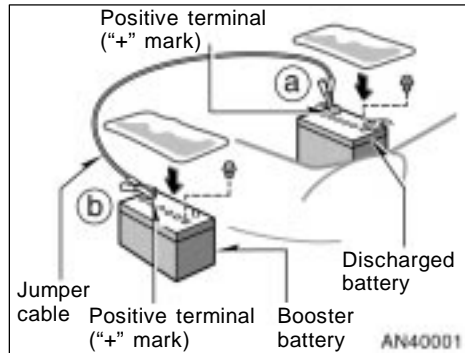 Positive terminal
(“+” mark)
a
b
Discharged
battery
Jumper
cable
Positive terminal
(“+” mark)
Booster
battery
AN40001